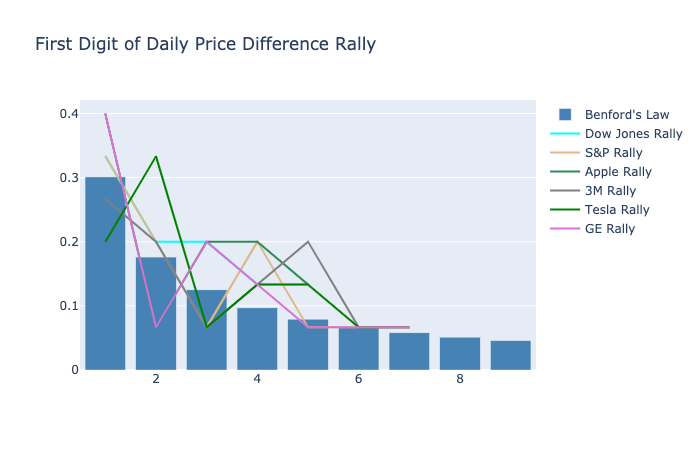 First Digit of Daily Price Difference Rally
0.4
0.3
0.2
0.1
0
2
4
6
8
Benford's Law
Dow Jones Rally
S&P Rally
Apple Rally
3M Rally
Tesla Rally
GE Rally